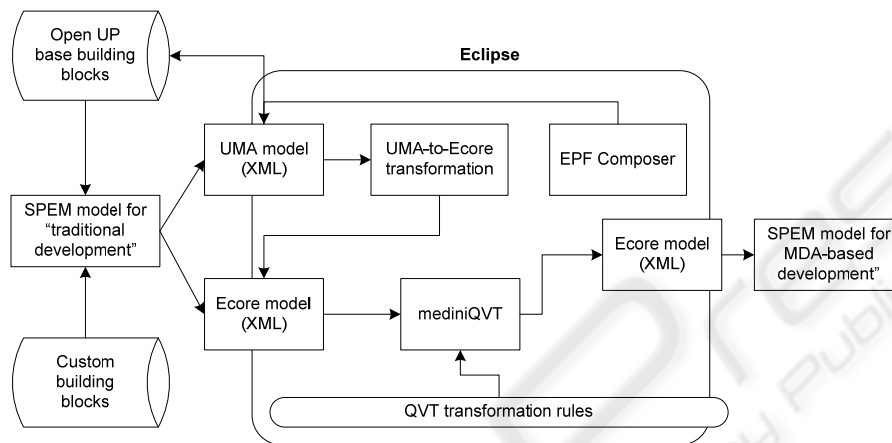 Open UP
base building
blocks
Eclipse
UMA model
(XML)
UMA-to-Ecore
transformation
EPF Composer
SPEM model for
“traditional
development”
Ecore model
(XML)
SPEM model for
MDA-based
development”
Ecore model
(XML)
mediniQVT
Custom
building
blocks
QVT transformation rules